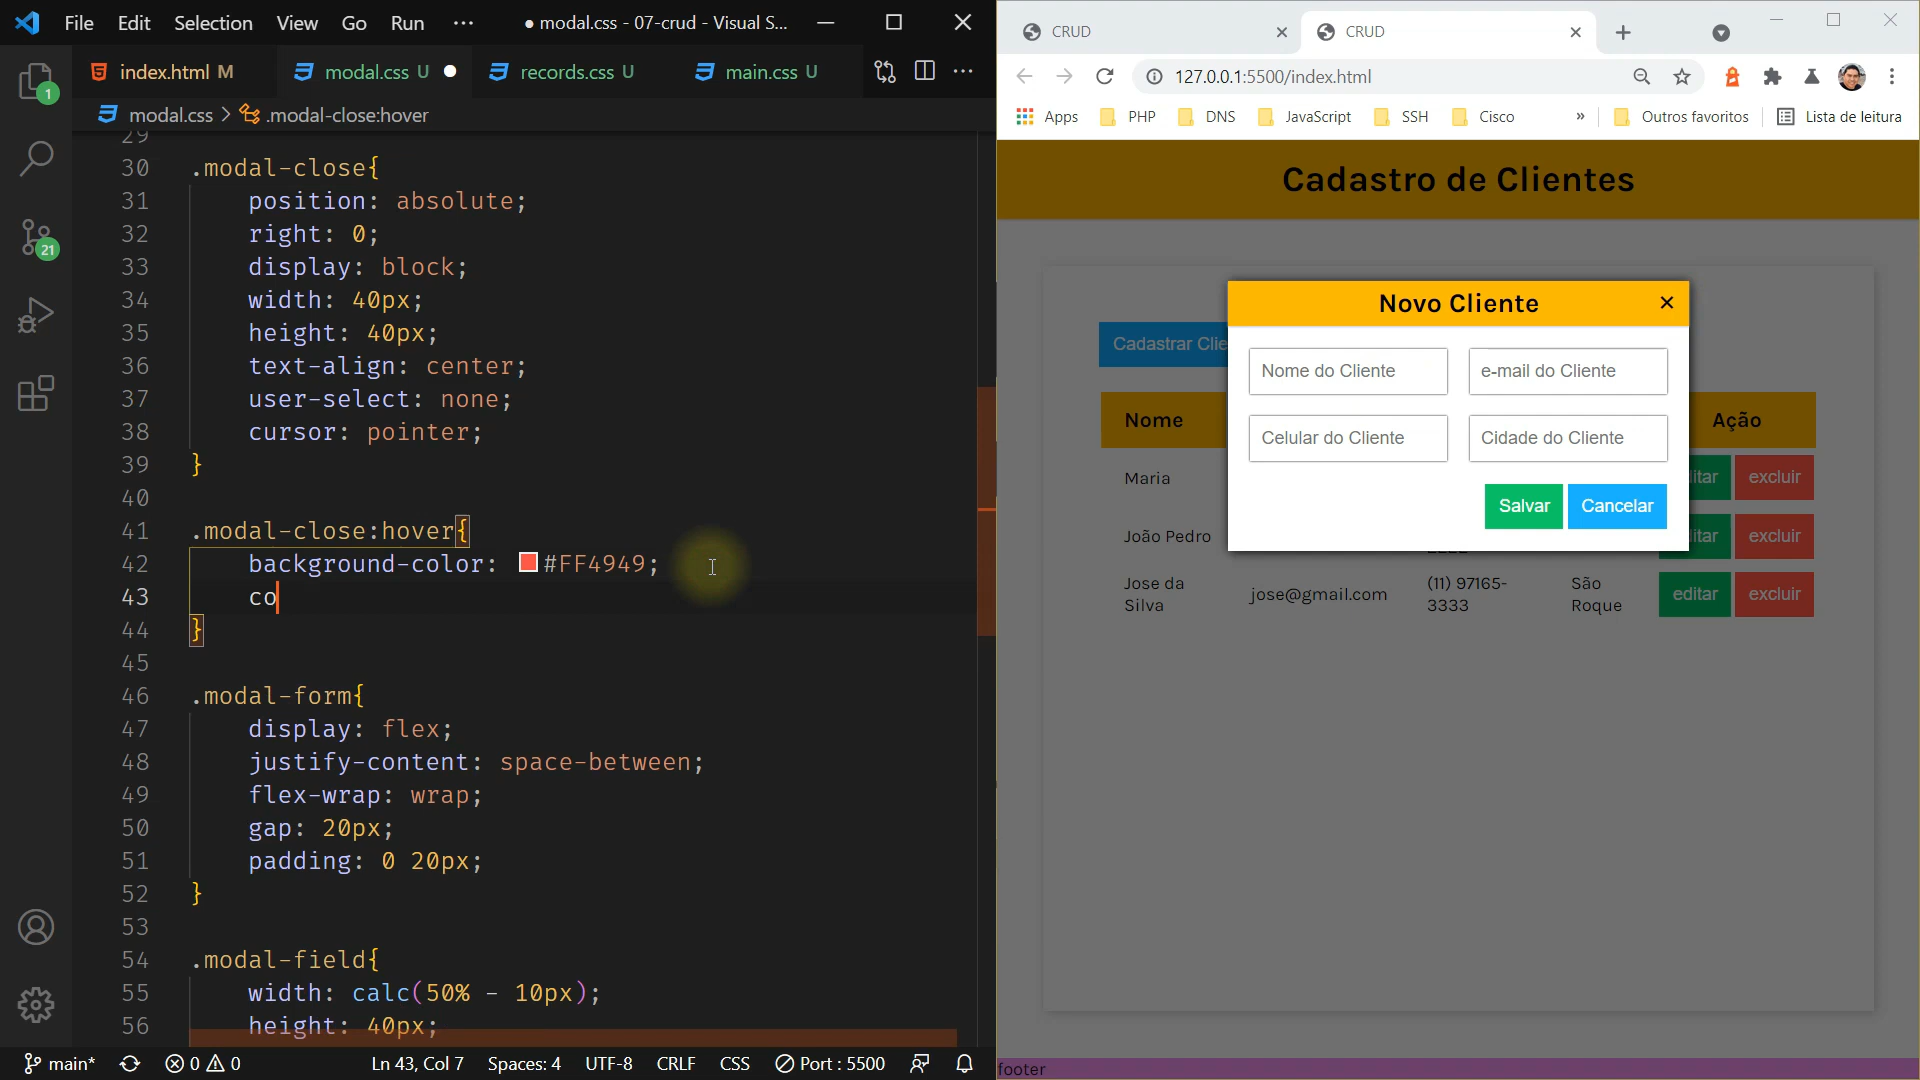 File Edit Selection View Go Run ··· ● modal.css - 07-crud - Visual S...
index.html M modal.css U records.css U main.css U
modal.css > .modal-close:hover
29
30 .modal-close{
31 position: absolute;
32 right: 0;
33 display: block;
34 width: 40px;
35 height: 40px;
36 text-align: center;
37 user-select: none;
38 cursor: pointer;
39 }
40
41 .modal-close:hover{
42 background-color: #FF4949;
43 co
44 }
45
46 .modal-form{
47 display: flex;
48 justify-content: space-between;
49 flex-wrap: wrap;
50 gap: 20px;
51 padding: 0 20px;
52 }
53
54 .modal-field{
55 width: calc(50% - 10px);
56 height: 40px;
1
21
main* 0 0 Ln 43, Col 7 Spaces: 4 UTF-8 CRLF CSS Port : 5500
CRUD CRUD
127.0.0.1:5500/index.html
Apps PHP DNS JavaScript SSH Cisco » Outros favoritos Lista de leitura
Cadastro de Clientes
Novo Cliente ×
Cadastrar Clie
Nome do Cliente e-mail do Cliente
Nome Ação
Celular do Cliente Cidade do Cliente
Maria itar excluir
Salvar Cancelar
João Pedro itar excluir
Jose da Silva jose@gmail.com (11) 97165-3333 São Roque editar excluir
footer